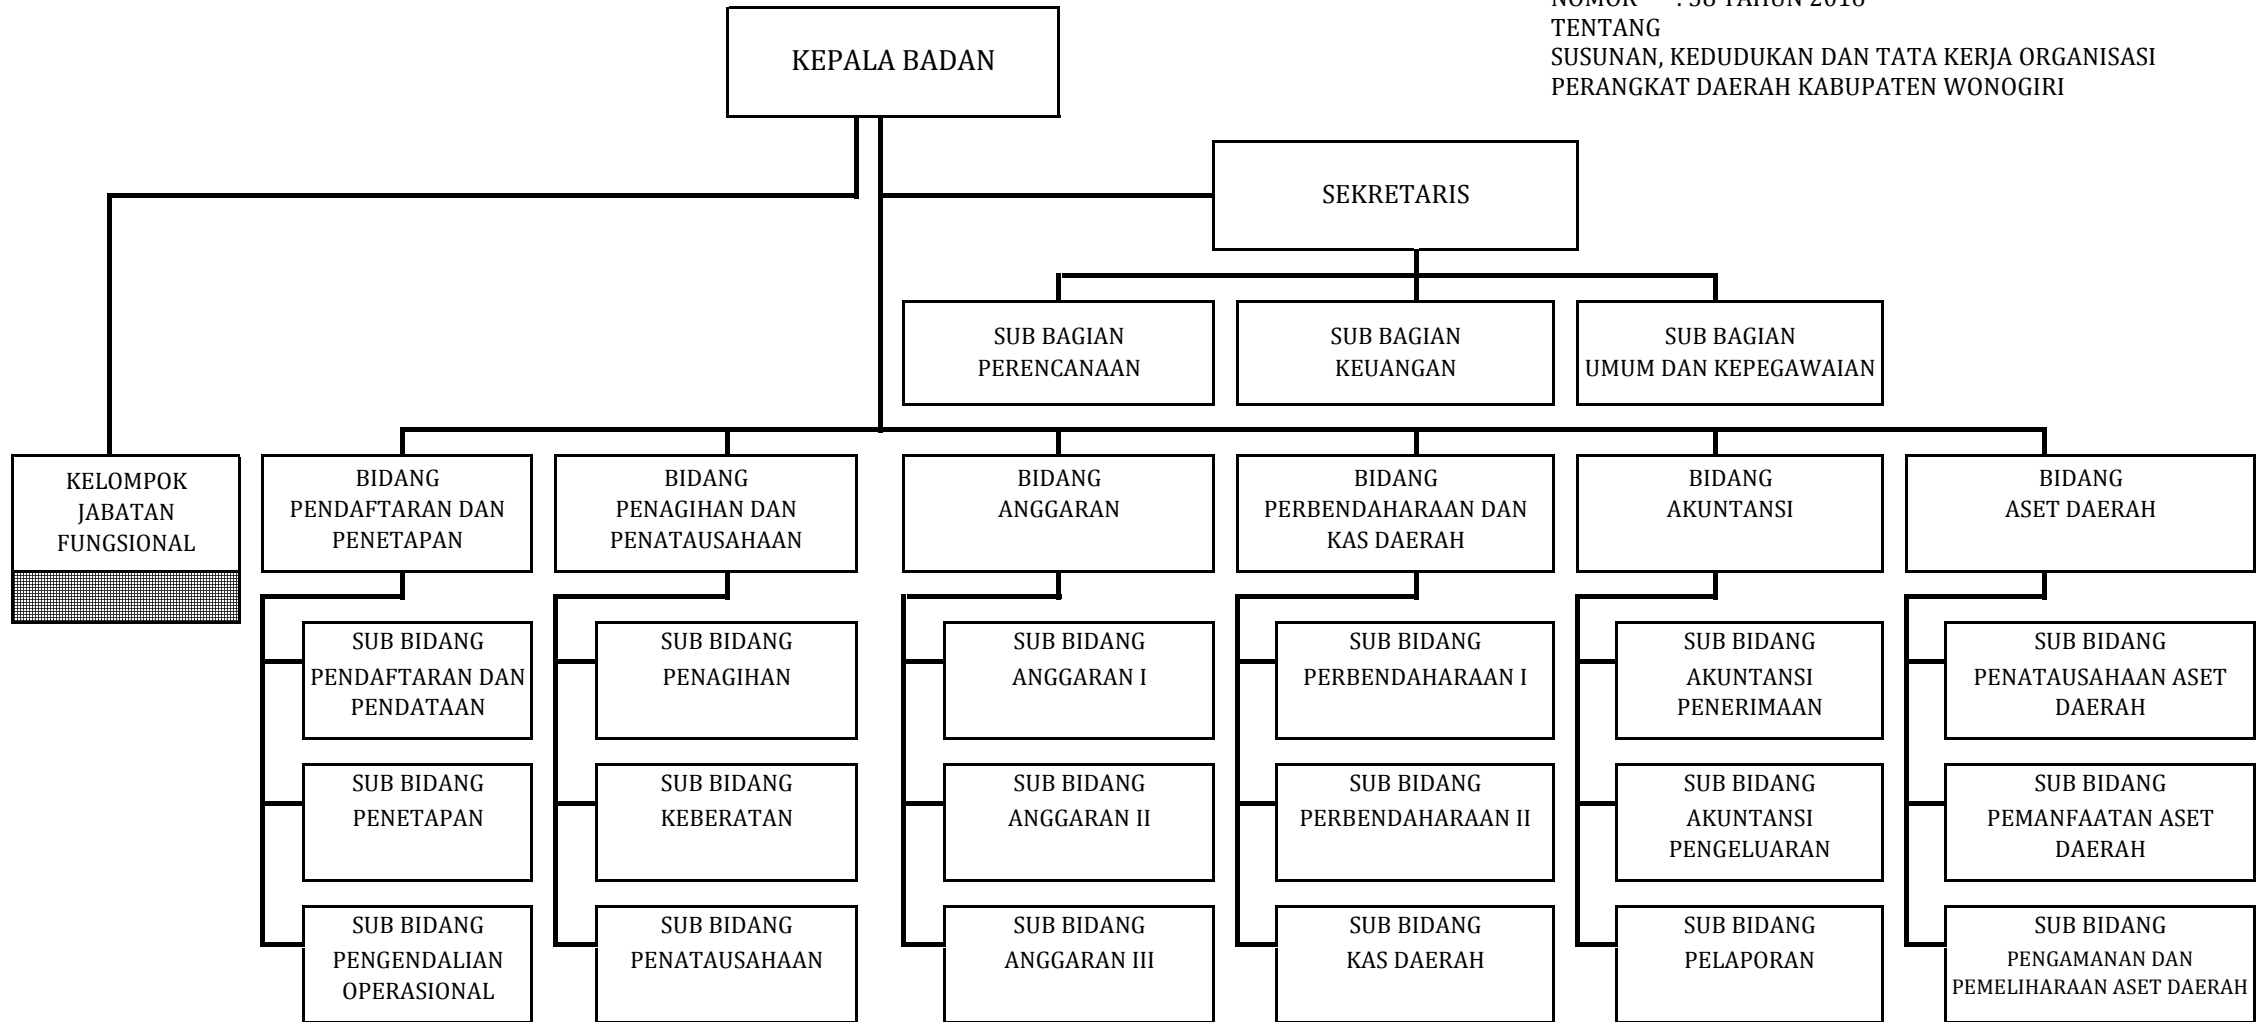 NOMOR : 38 TAHUN 2016
TENTANG
SUSUNAN, KEDUDUKAN DAN TATA KERJA ORGANISASI
PERANGKAT DAERAH KABUPATEN WONOGIRI
KEPALA BADAN
SEKRETARIS
SUB BAGIAN
PERENCANAAN
SUB BAGIAN
KEUANGAN
SUB BAGIAN
UMUM DAN KEPEGAWAIAN
KELOMPOK
JABATAN
FUNGSIONAL
BIDANG
PENDAFTARAN DAN
PENETAPAN
BIDANG
PENAGIHAN DAN
PENATAUSAHAAN
BIDANG
ANGGARAN
BIDANG
PERBENDAHARAAN DAN
KAS DAERAH
BIDANG
AKUNTANSI
BIDANG
ASET DAERAH
SUB BIDANG
PENDAFTARAN DAN
PENDATAAN
SUB BIDANG
PENAGIHAN
SUB BIDANG
ANGGARAN I
SUB BIDANG
PERBENDAHARAAN I
SUB BIDANG
AKUNTANSI
PENERIMAAN
SUB BIDANG
PENATAUSAHAAN ASET
DAERAH
SUB BIDANG
PENETAPAN
SUB BIDANG
KEBERATAN
SUB BIDANG
ANGGARAN II
SUB BIDANG
PERBENDAHARAAN II
SUB BIDANG
AKUNTANSI
PENGELUARAN
SUB BIDANG
PEMANFAATAN ASET
DAERAH
SUB BIDANG
PENGENDALIAN
OPERASIONAL
SUB BIDANG
PENATAUSAHAAN
SUB BIDANG
ANGGARAN III
SUB BIDANG
KAS DAERAH
SUB BIDANG
PELAPORAN
SUB BIDANG
PENGAMANAN DAN
PEMELIHARAAN ASET DAERAH